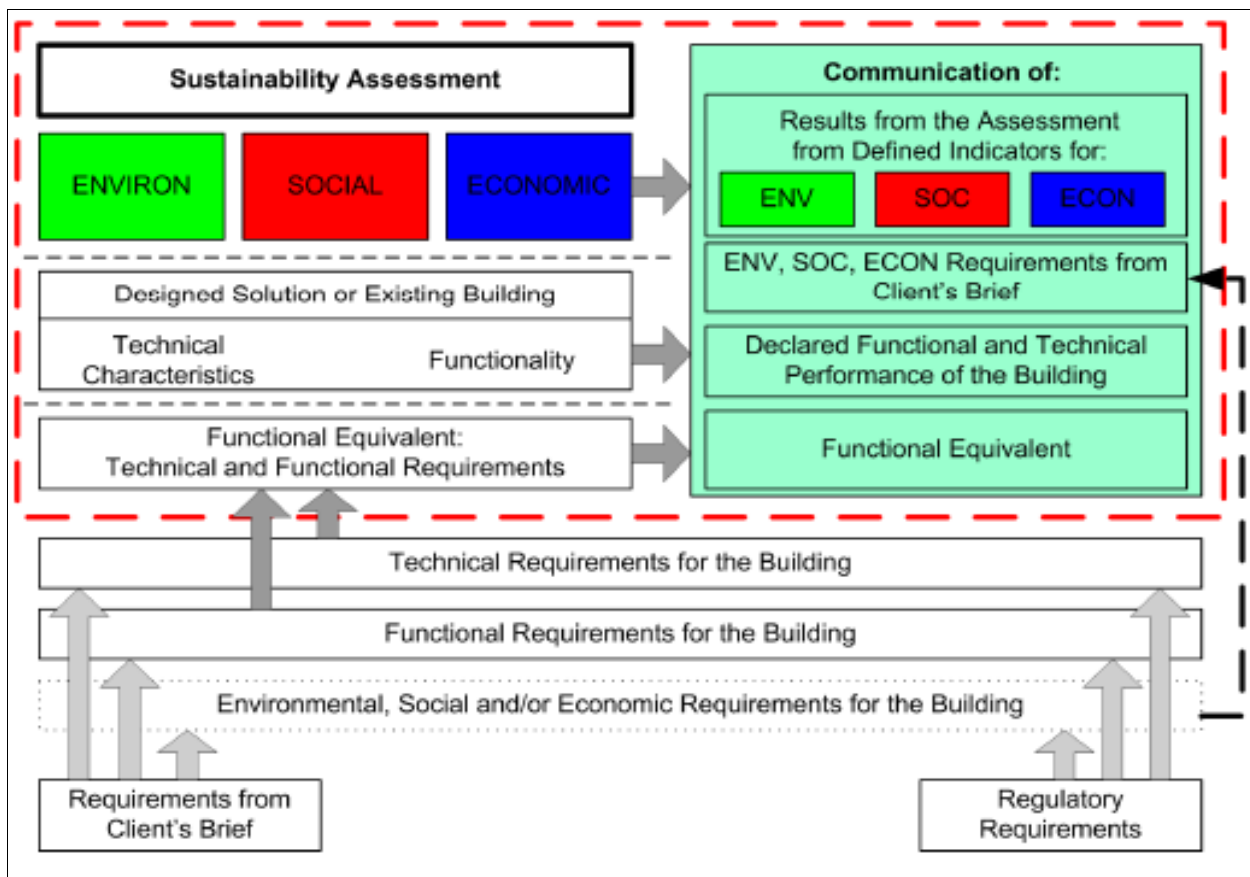 Sustainability Assessment
ENVIRON
SOCIAL
ECONOMIC
Designed Solution or Existing Building
Technical
Characteristics
Functionality
Functional Equivalent:
Technical and Functional Requirements
Communication of:
Results from the Assessment
from Defined Indicators for:
ENV
SOC
ECON
ENV, SOC, ECON Requirements from
Client's Brief
Declared Functional and Technical
Performance of the Building
Functional Equivalent
Technical Requirements for the Building
Functional Requirements for the Building
Environmental, Social and/or Economic Requirements for the Building
Requirements from
Client's Brief
Regulatory
Requirements